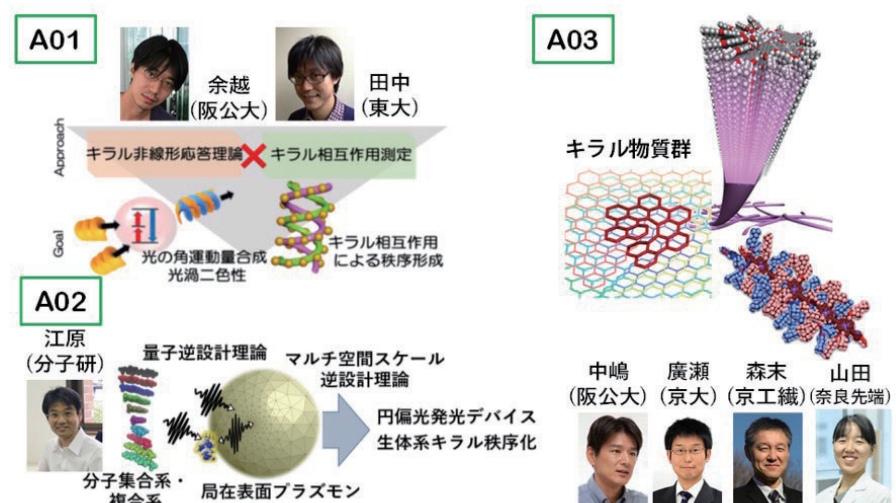 A01
余越
(阪公大)
田中
(東大)
Approach
キラル非線形応答理論
キラル相互作用測定
Goal
光の角運動量合成
光渦二色性
キラル相互作用
による秩序形成
A02
江原
(分子研)
量子逆設計理論
マルチ空間スケール
逆設計理論
円偏光発光デバイス
生体系キラル秩序化
分子集合系・
複合系
局在表面プラズモン
A03
キラル物質群
中嶋
(阪公大)
廣瀬
(京大)
森末
(京工繊)
山田
(奈良先端)